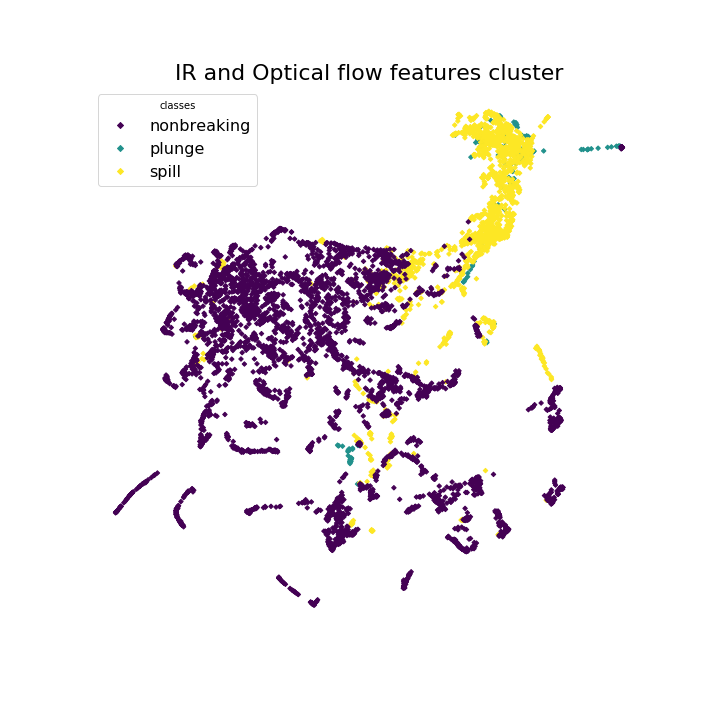 IR and Optical flow features cluster
classes
nonbreaking
plunge
spill